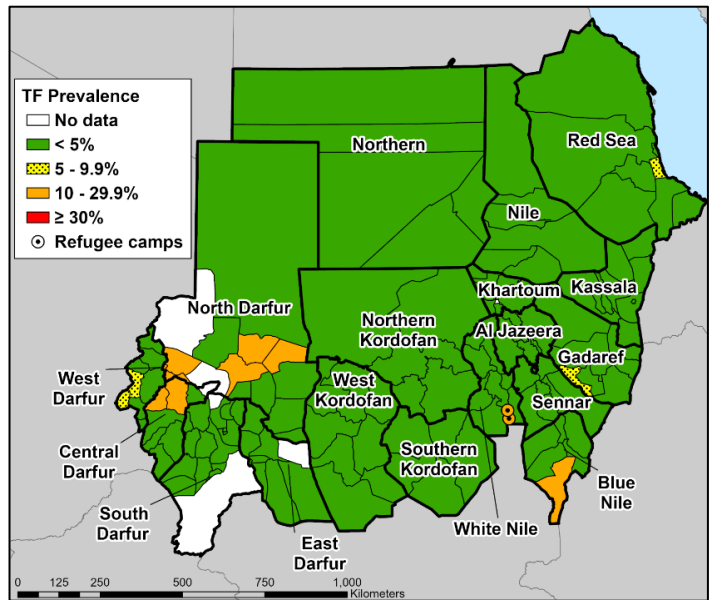 TF Prevalence
No data
< 5%
5 - 9.9%
10 - 29.9%
≥ 30%
Refugee camps
Northern
Red Sea
Nile
Khartoum
Kassala
North Darfur
Northern
Kordofan
Al Jazeera
Gadaref
West
Darfur
West
Kordofan
Sennar
Central
Darfur
Southern
Kordofan
South
Darfur
East
Darfur
White Nile
Blue
Nile
0 125 250 500 750 1,000
Kilometers